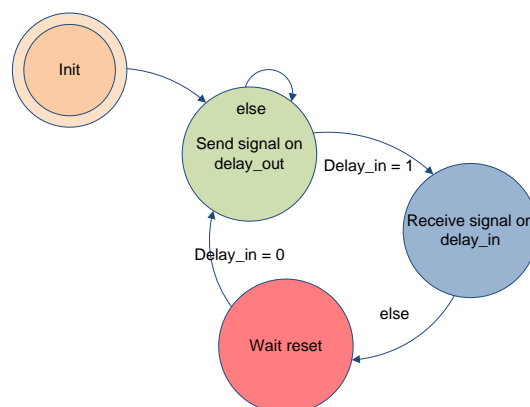 Init
else
Send signal on
delay_out
Delay_in = 1
Receive signal on
delay_in
Delay_in = 0
else
Wait reset